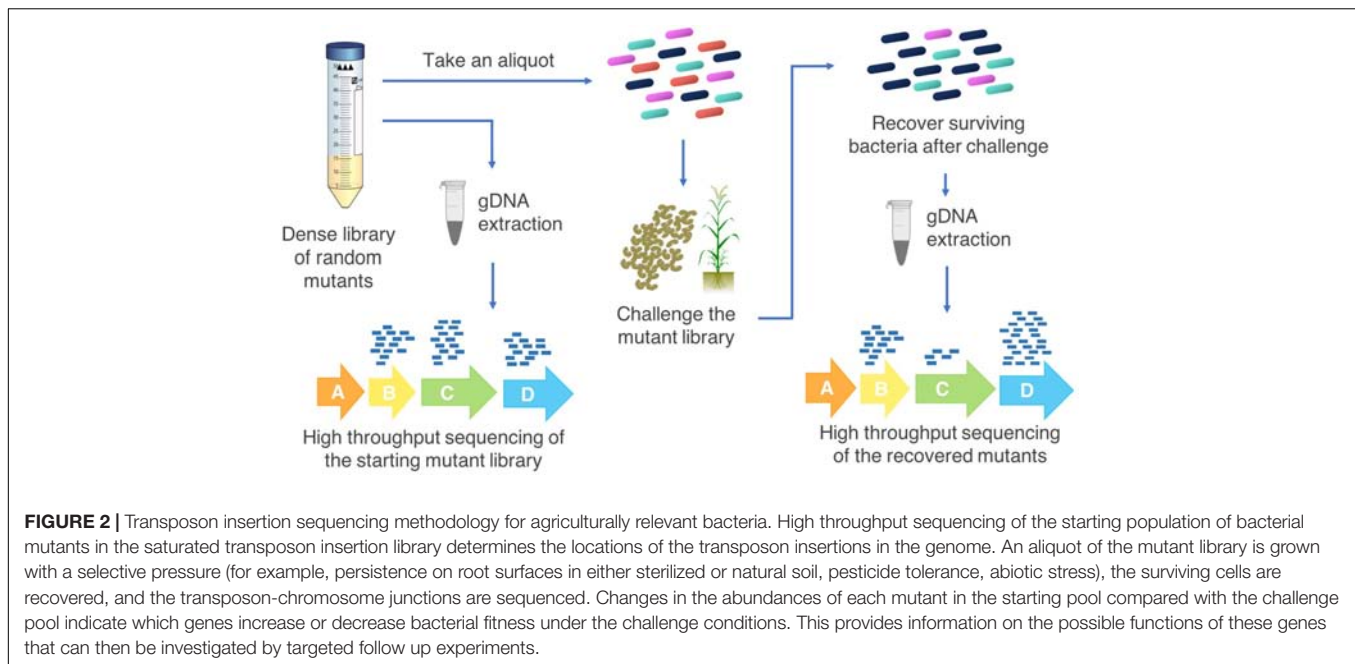 Take an aliquot
Dense library
of random
mutants
gDNA
extraction
Challenge the
mutant library
Recover surviving
bacteria after challenge
gDNA
extraction
A B C D
High throughput sequencing of
the starting mutant library
A B C D
High throughput sequencing
of the recovered mutants
FIGURE 2 | Transposon insertion sequencing methodology for agriculturally relevant bacteria. High throughput sequencing of the starting population of bacterial
mutants in the saturated transposon insertion library determines the locations of the transposon insertions in the genome. An aliquot of the mutant library is grown
with a selective pressure (for example, persistence on root surfaces in either sterilized or natural soil, pesticide tolerance, abiotic stress), the surviving cells are
recovered, and the transposon-chromosome junctions are sequenced. Changes in the abundances of each mutant in the starting pool compared with the challenge
pool indicate which genes increase or decrease bacterial fitness under the challenge conditions. This provides information on the possible functions of these genes
that can then be investigated by targeted follow up experiments.